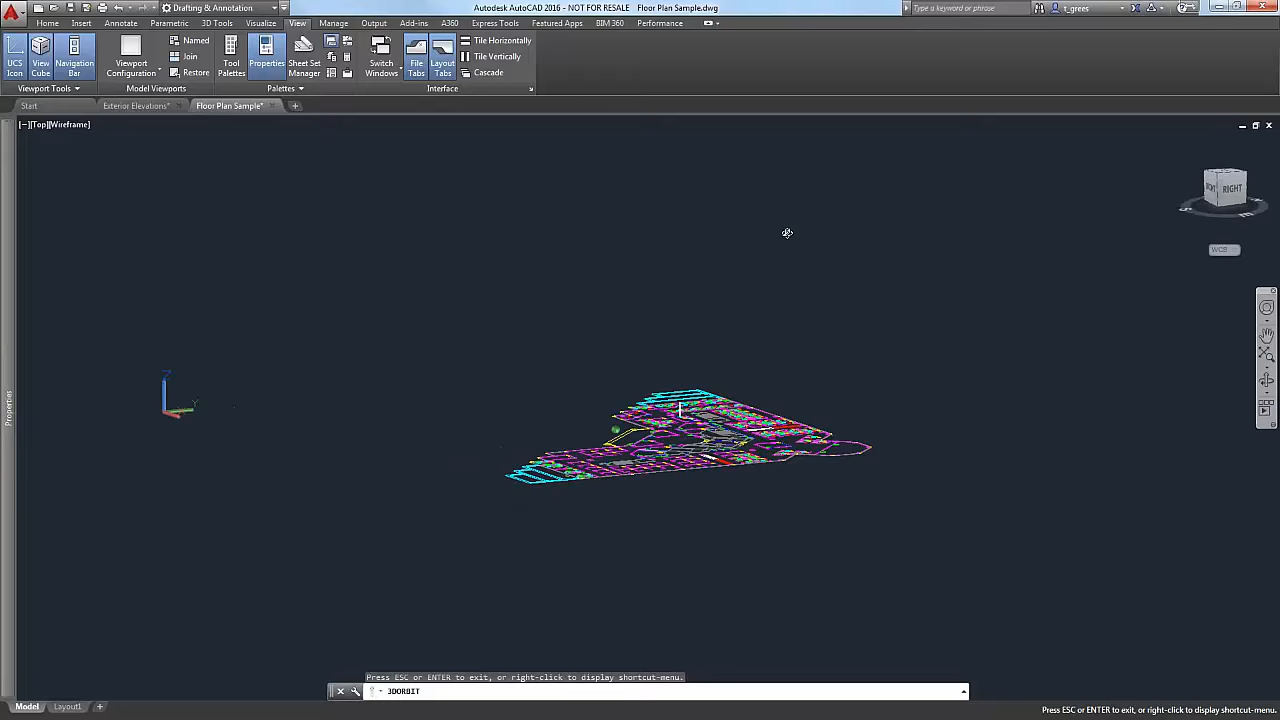 Drafting & Annotation
Autodesk AutoCAD 2016 - NOT FOR RESALE Floor Plan Sample.dwg
Type a keyword or phrase
t_grees
Home Insert Annotate Parametric 3D Tools Visualize View Manage Output Add-ins A360 Express Tools Featured Apps BIM 360 Performance
UCS Icon
View Cube
Navigation Bar
Viewport Configuration
Named
Join
Restore
Tool Palettes
Properties
Sheet Set Manager
Switch Windows
File Tabs
Layout Tabs
Tile Horizontally
Tile Vertically
Cascade
Viewport Tools
Model Viewports
Palettes
Interface
Start
Exterior Elevations*
Floor Plan Sample*
[−][Top][Wireframe]
RIGHT
WCS
Z
Y
Properties
Press ESC or ENTER to exit, or right-click to display shortcut-menu.
3DORBIT
Model Layout1
Press ESC or ENTER to exit, or right-click to display shortcut-menu.